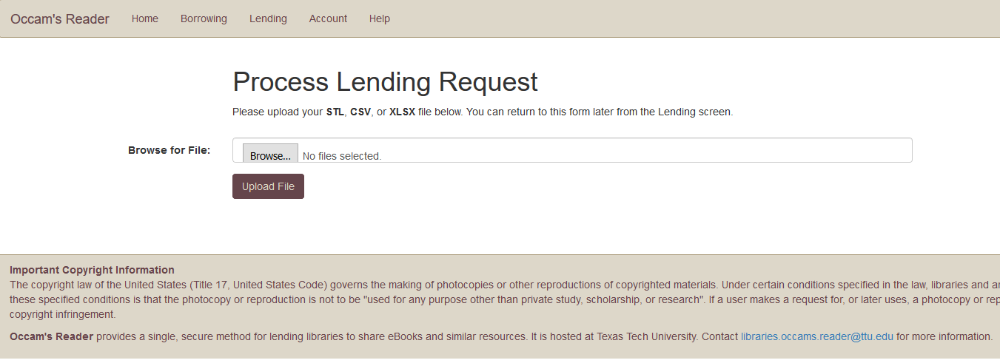 Occam's Reader Home Borrowing Lending Account Help
Process Lending Request
Please upload your STL, CSV, or XLSX file below. You can return to this form later from the Lending screen.
Browse for File: Browse... No files selected.
Upload File
Important Copyright Information
The copyright law of the United States (Title 17, United States Code) governs the making of photocopies or other reproductions of copyrighted materials. Under certain conditions specified in the law, libraries and
these specified conditions is that the photocopy or reproduction is not to be "used for any purpose other than private study, scholarship, or research". If a user makes a request for, or later uses, a photocopy or
copyright infringement.
Occam's Reader provides a single, secure method for lending libraries to share eBooks and similar resources. It is hosted at Texas Tech University. Contact libraries.occams.reader@ttu.edu for more information.